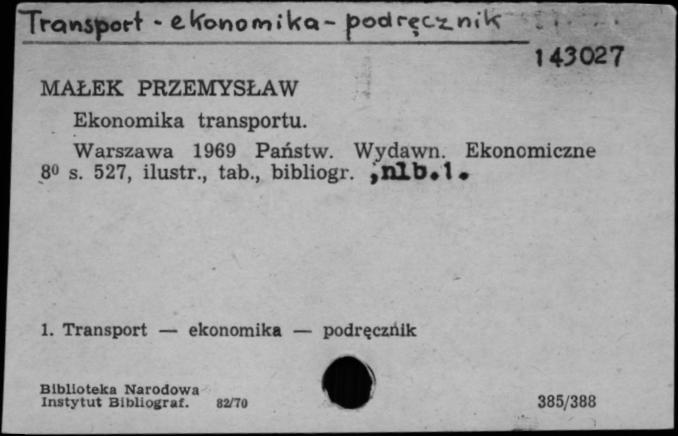 Transport - ekonomika - podręcznik
143027
MAŁEK PRZEMYSŁAW
Ekonomika transportu.
Warszawa 1969 Państw. Wydawn. Ekonomiczne
8⁰ s. 527, ilustr., tab., bibliogr. , nlb. 1.
1. Transport — ekonomika — podręcznik
Biblioteka Narodowa
Instytut Bibliograf. 82/70
385/388